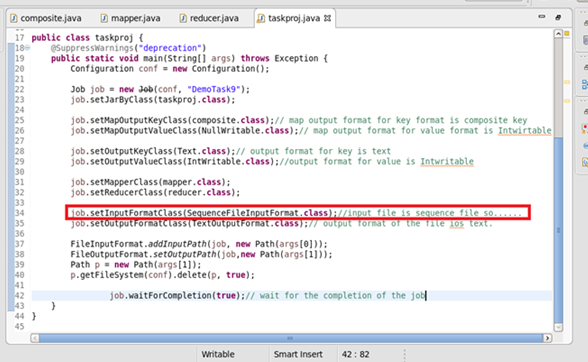 composite.java mapper.java reducer.java taskproj.java
17 public class taskproj {
18 @SuppressWarnings("deprecation")
19 public static void main(String[] args) throws Exception {
20 Configuration conf = new Configuration();
21
22 Job job = new Job(conf, "DemoTask9");
23 job.setJarByClass(taskproj.class);
24
25 job.setMapOutputKeyClass(composite.class);// map output format for key format is composite key
26 job.setMapOutputValueClass(NullWritable.class);// map output format for value format is Intwirtable
27
28 job.setOutputKeyClass(Text.class);// output format for key is text
29 job.setOutputValueClass(IntWritable.class);//output format for value is Intwritable
30
31 job.setMapperClass(mapper.class);
32 job.setReducerClass(reducer.class);
33
34 job.setInputFormatClass(SequenceFileInputFormat.class);//input file is sequence file so......
35 job.setOutputFormatClass(TextOutputFormat.class);// output format of the file ios text.
36
37 FileInputFormat.addInputPath(job, new Path(args[0]));
38 FileOutputFormat.setOutputPath(job,new Path(args[1]));
39 Path p = new Path(args[1]);
40 p.getFileSystem(conf).delete(p, true);
41
42 job.waitForCompletion(true);// wait for the completion of the job
43 }
44 }
45
Writable Smart Insert 42 : 82